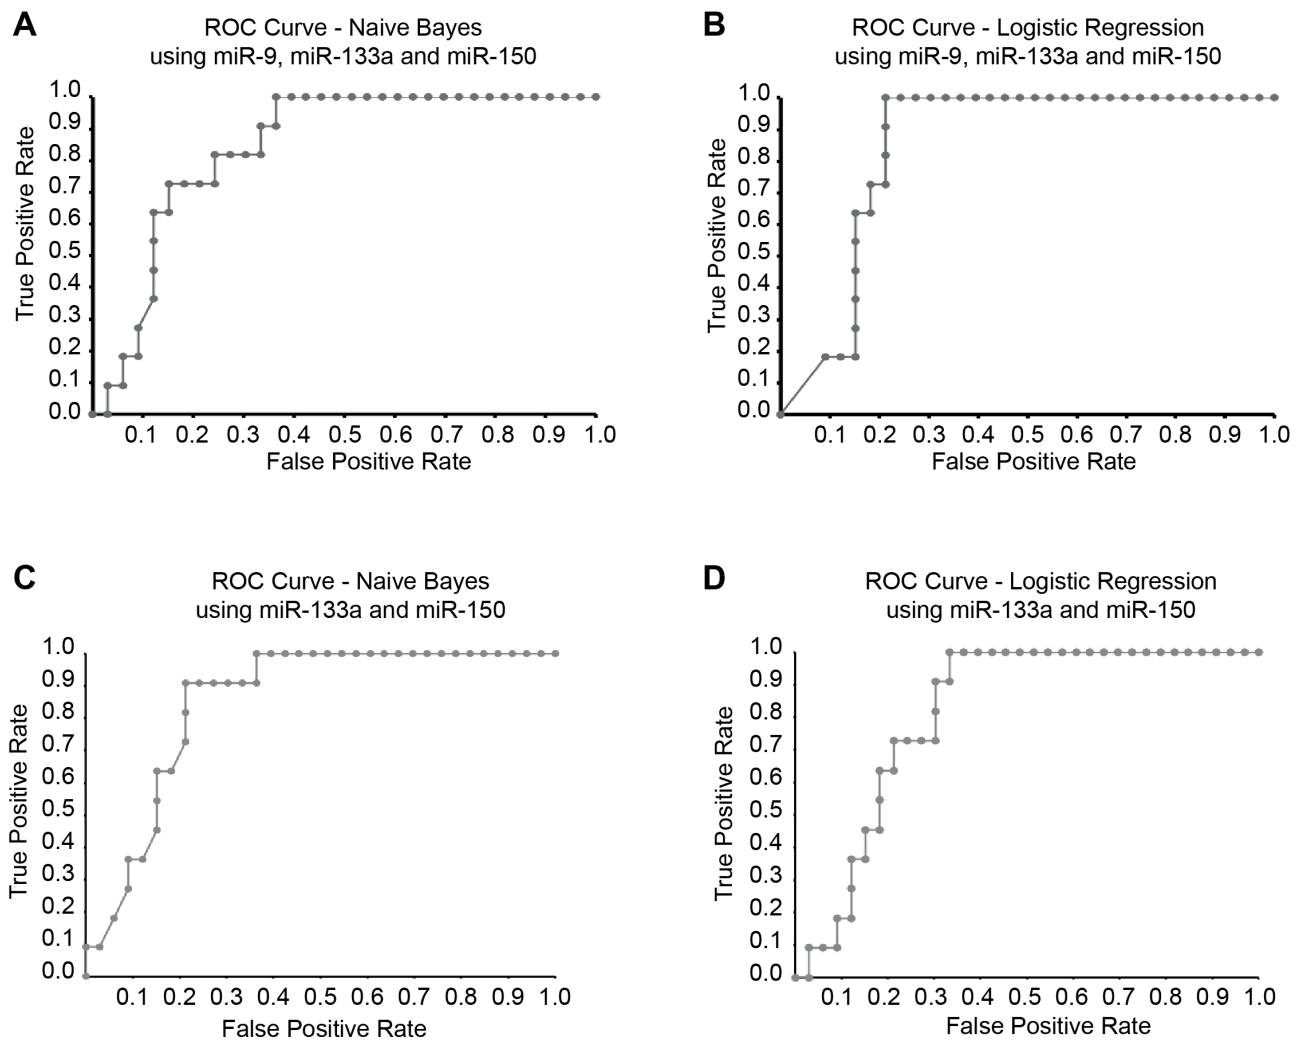 A
ROC Curve - Naive Bayes
using miR-9, miR-133a and miR-150
1.0
0.9
0.8
0.7
0.6
0.5
0.4
0.3
0.2
0.1
0.0
True Positive Rate
0.1 0.2 0.3 0.4 0.5 0.6 0.7 0.8 0.9 1.0
False Positive Rate
B
ROC Curve - Logistic Regression
using miR-9, miR-133a and miR-150
1.0
0.9
0.8
0.7
0.6
0.5
0.4
0.3
0.2
0.1
0.0
True Positive Rate
0.1 0.2 0.3 0.4 0.5 0.6 0.7 0.8 0.9 1.0
False Positive Rate
C
ROC Curve - Naive Bayes
using miR-133a and miR-150
1.0
0.9
0.8
0.7
0.6
0.5
0.4
0.3
0.2
0.1
0.0
True Positive Rate
0.1 0.2 0.3 0.4 0.5 0.6 0.7 0.8 0.9 1.0
False Positive Rate
D
ROC Curve - Logistic Regression
using miR-133a and miR-150
1.0
0.9
0.8
0.7
0.6
0.5
0.4
0.3
0.2
0.1
0.0
True Positive Rate
0.1 0.2 0.3 0.4 0.5 0.6 0.7 0.8 0.9 1.0
False Positive Rate